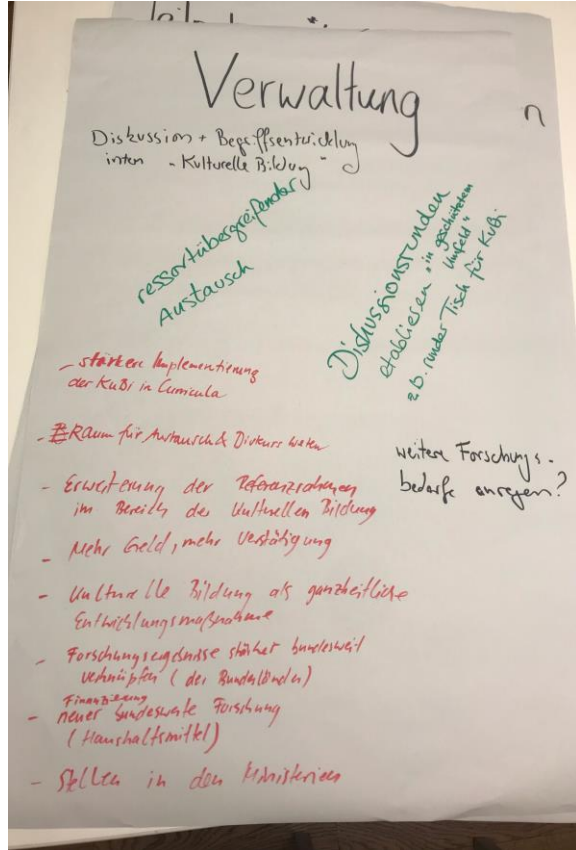 Verwaltung
n
Diskussion + Begriffsentwicklung
intern "Kulturelle Bildung"
ressortübergreifender
Austausch
Diskussionsrunden
etablieren "in geschütztem
Umfeld"
z.b. runder Tisch für KuBi
- stärkere Implementierung
der KuBi in Curricula
- Raum für Austausch & Diskurs bieten
weitere Forschungs-
bedarfe anregen?
- Erweiterung der Referenzrahmen
im Bereich der Kulturellen Bildung
- Mehr Geld, mehr Verstätigung
- Kulturelle Bildung als ganzheitliche
Entwicklungsmaßnahme
- Forschungsergebnisse stärker bundesweit
verknüpfen (der Bundesländer)
Finanzierung
- neuer bundesweite Forschung
(Haushaltsmittel)
- Stellen in den Ministerien